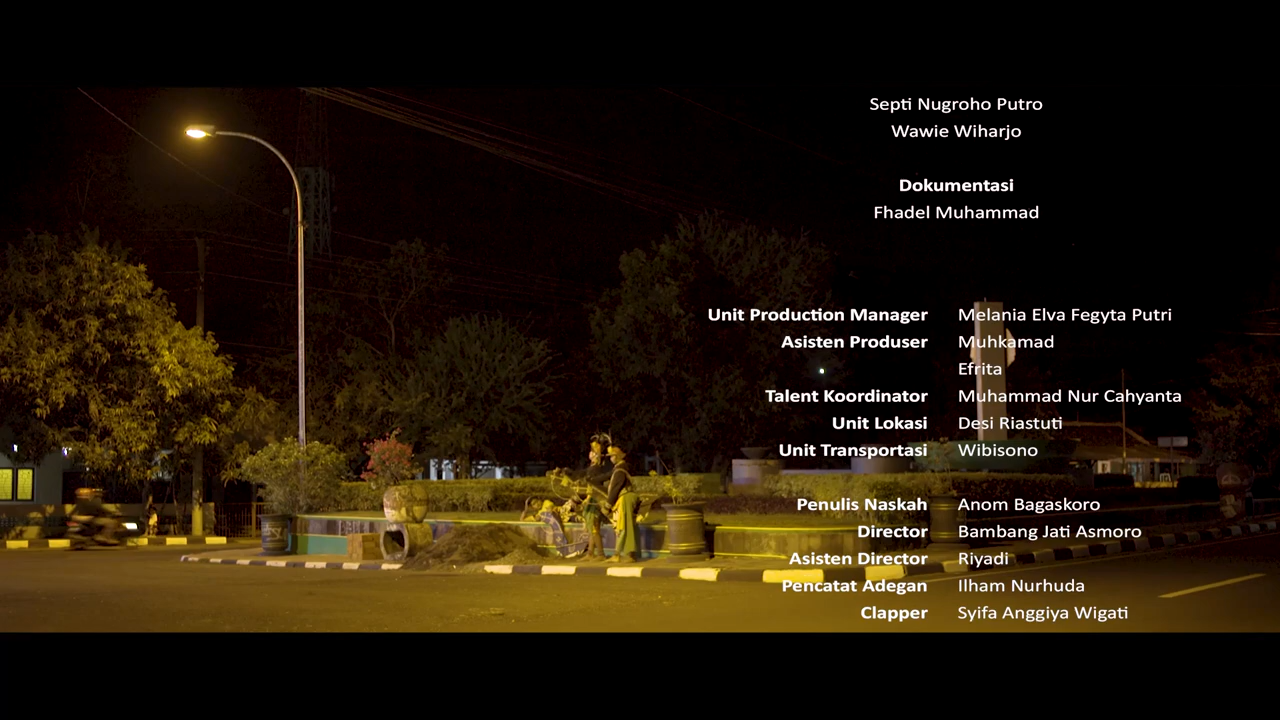 Septi Nugroho Putro
Wawie Wiharjo
Dokumentasi
Fhadel Muhammad
Unit Production Manager Melania Elva Fegyta Putri
Asisten Produser Muhkamad
Efrita
Talent Koordinator Muhammad Nur Cahyanta
Unit Lokasi Desi Riastuti
Unit Transportasi Wibisono
Penulis Naskah Anom Bagaskoro
Director Bambang Jati Asmoro
Asisten Director Riyadi
Pencatat Adegan Ilham Nurhuda
Clapper Syifa Anggiya Wigati